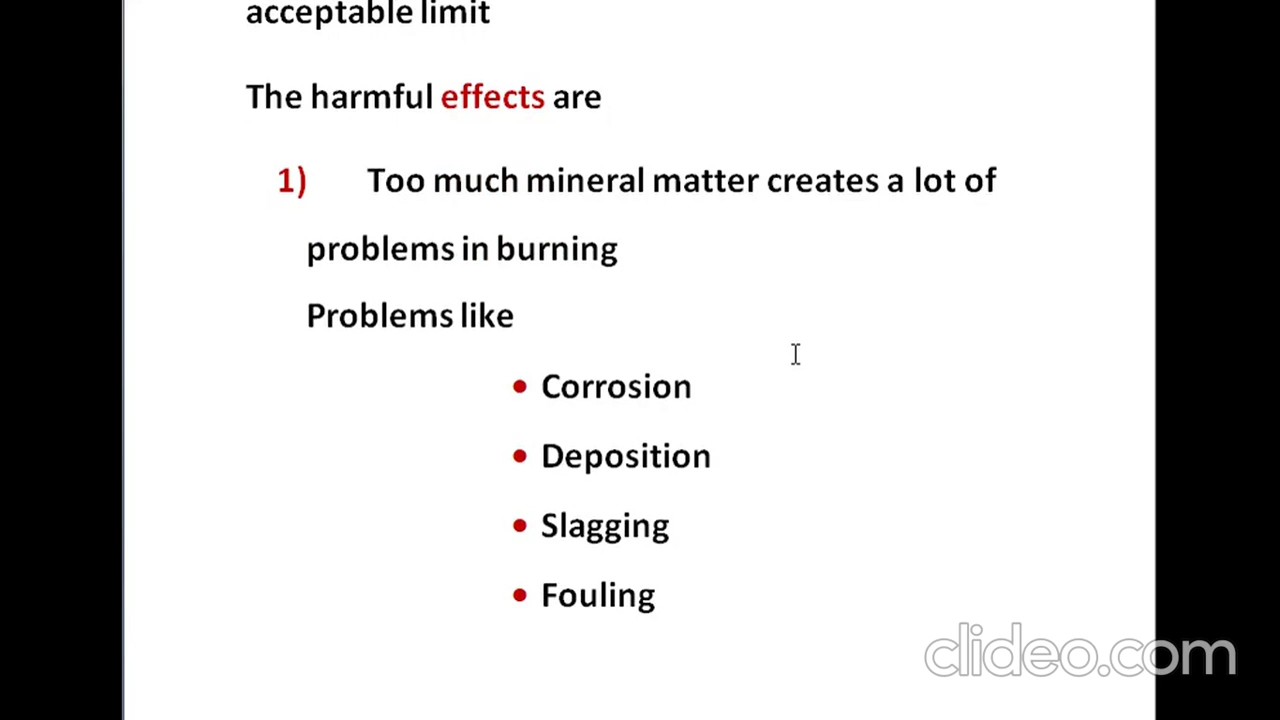 acceptable limit
The harmful effects are
1) Too much mineral matter creates a lot of
problems in burning
Problems like
• Corrosion
• Deposition
• Slagging
• Fouling
clideo.com